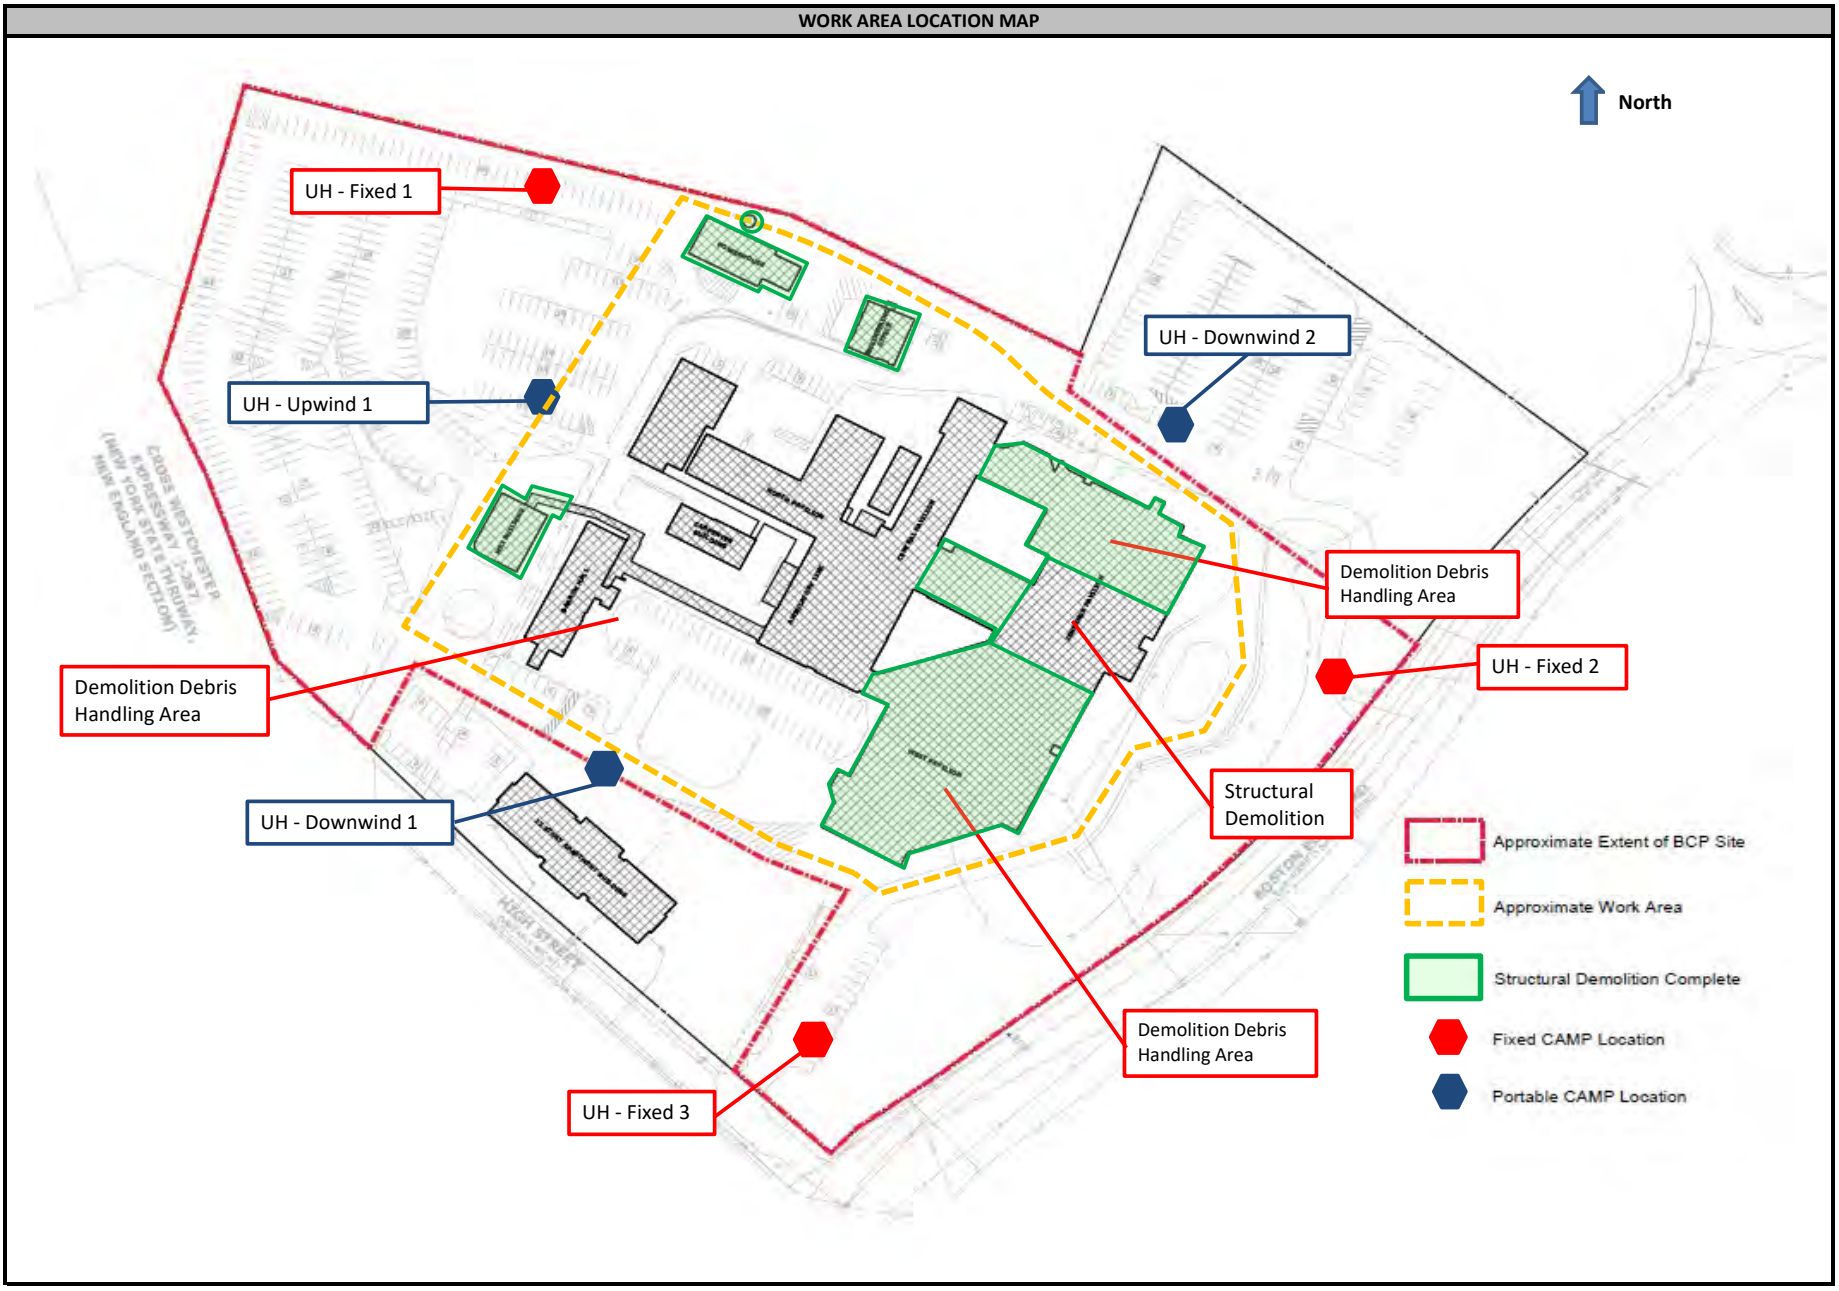 WORK AREA LOCATION MAP
North
UH - Fixed 1
UH - Downwind 2
UH - Upwind 1
CROSS WESTCHESTER
EXPRESSWAY I-287
(NEW YORK STATE THRUWAY,
NEW ENGLAND SECTION)
Demolition Debris
Handling Area
UH - Fixed 2
Demolition Debris
Handling Area
Structural
Demolition
UH - Downwind 1
WEST PAVILION
HIGH STREET
Approximate Extent of BCP Site
Approximate Work Area
Structural Demolition Complete
Fixed CAMP Location
Portable CAMP Location
Demolition Debris
Handling Area
UH - Fixed 3